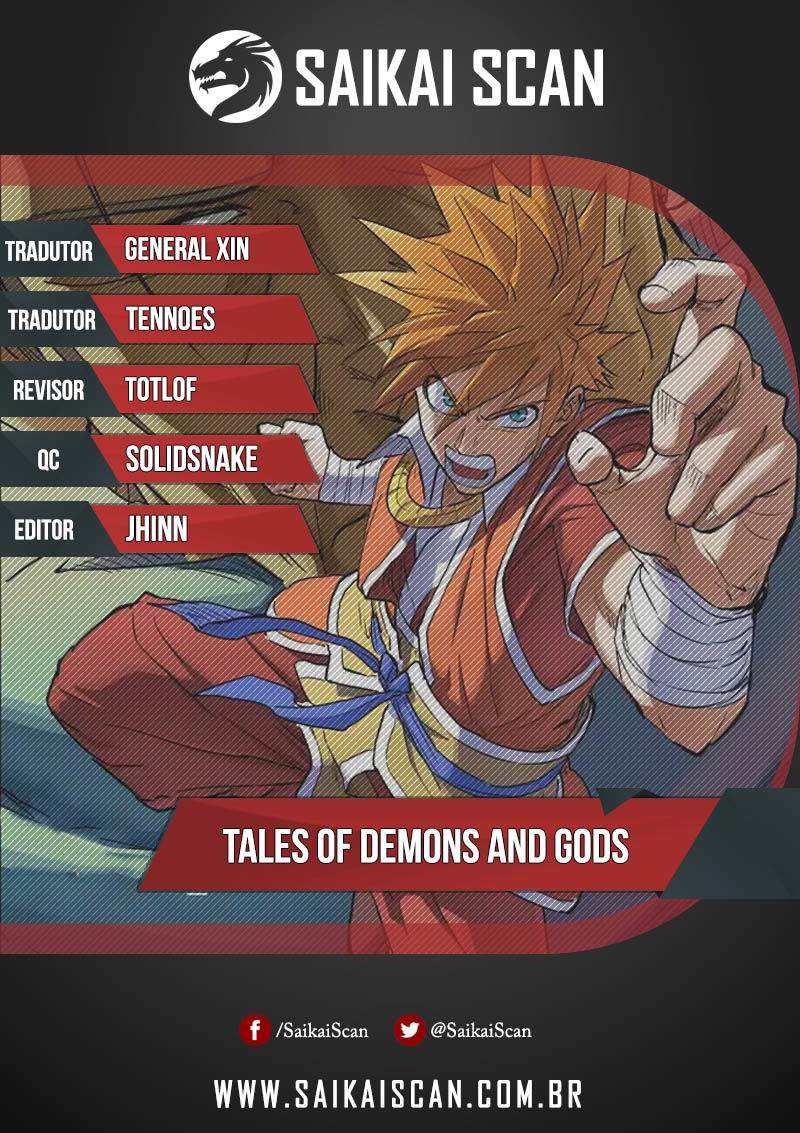 SAIKAI SCAN
TRADUTOR GENERAL XIN
TRADUTOR TENNOES
REVISOR TOTLOF
QC SOLIDSNAKE
EDITOR JHINN
TALES OF DEMONS AND GODS
/SaikaiScan @SaikaiScan
WWW.SAIKAISCAN.COM.BR